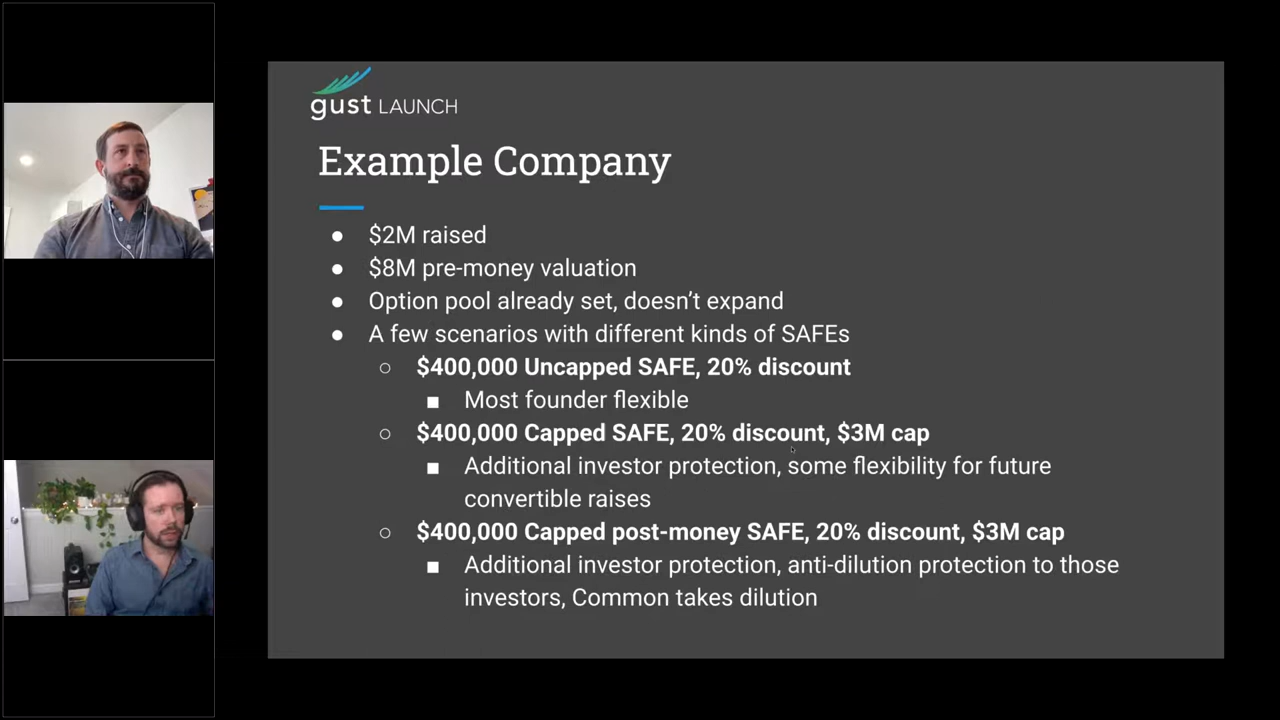 gust LAUNCH
Example Company
● $2M raised
● $8M pre-money valuation
● Option pool already set, doesn’t expand
● A few scenarios with different kinds of SAFEs
○ $400,000 Uncapped SAFE, 20% discount
■ Most founder flexible
○ $400,000 Capped SAFE, 20% discount, $3M cap
■ Additional investor protection, some flexibility for future
convertible raises
○ $400,000 Capped post-money SAFE, 20% discount, $3M cap
■ Additional investor protection, anti-dilution protection to those
investors, Common takes dilution